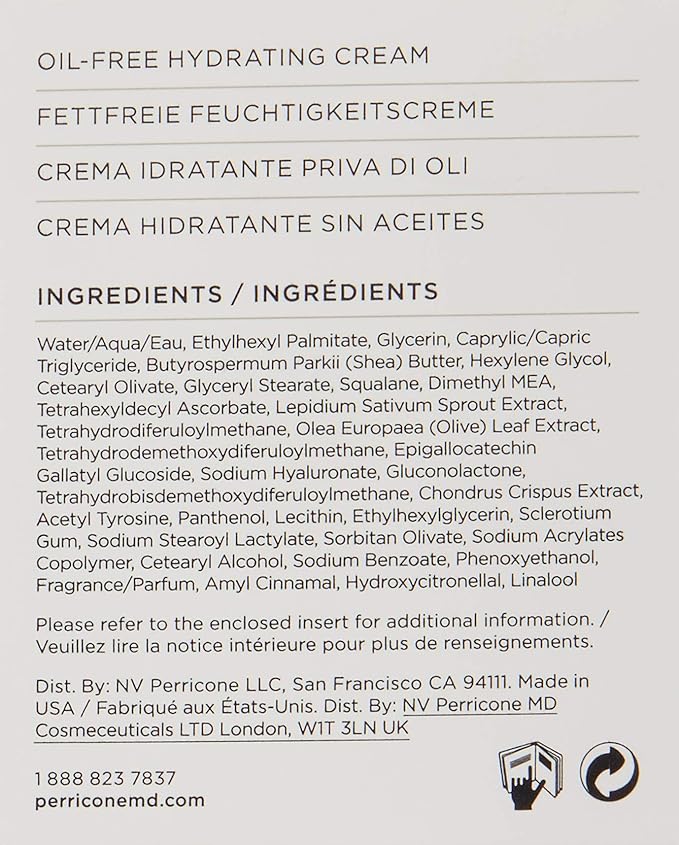 OIL-FREE HYDRATING CREAM
FETTFREIE FEUCHTIGKEITSCREME
CREMA IDRATANTE PRIVA DI OLI
CREMA HIDRATANTE SIN ACEITES
INGREDIENTS / INGRÉDIENTS
Water/Aqua/Eau, Ethylhexyl Palmitate, Glycerin, Caprylic/Capric
Triglyceride, Butyrospermum Parkii (Shea) Butter, Hexylene Glycol,
Cetearyl Olivate, Glyceryl Stearate, Squalane, Dimethyl MEA,
Tetrahexyldecyl Ascorbate, Lepidium Sativum Sprout Extract,
Tetrahydrodiferuloylmethane, Olea Europaea (Olive) Leaf Extract,
Tetrahydrodemethoxydiferuloylmethane, Epigallocatechin
Gallatyl Glucoside, Sodium Hyaluronate, Gluconolactone,
Tetrahydrobisdemethoxydiferuloylmethane, Chondrus Crispus Extract,
Acetyl Tyrosine, Panthenol, Lecithin, Ethylhexylglycerin, Sclerotium
Gum, Sodium Stearoyl Lactylate, Sorbitan Olivate, Sodium Acrylates
Copolymer, Cetearyl Alcohol, Sodium Benzoate, Phenoxyethanol,
Fragrance/Parfum, Amyl Cinnamal, Hydroxycitronellal, Linalool
Please refer to the enclosed insert for additional information. /
Veuillez lire la notice intérieure pour plus de renseignements.
Dist. By: NV Perricone LLC, San Francisco CA 94111. Made in
USA / Fabriqué aux États-Unis. Dist. By: NV Perricone MD
Cosmeceuticals LTD London, W1T 3LN UK
1 888 823 7837
perriconemd.com